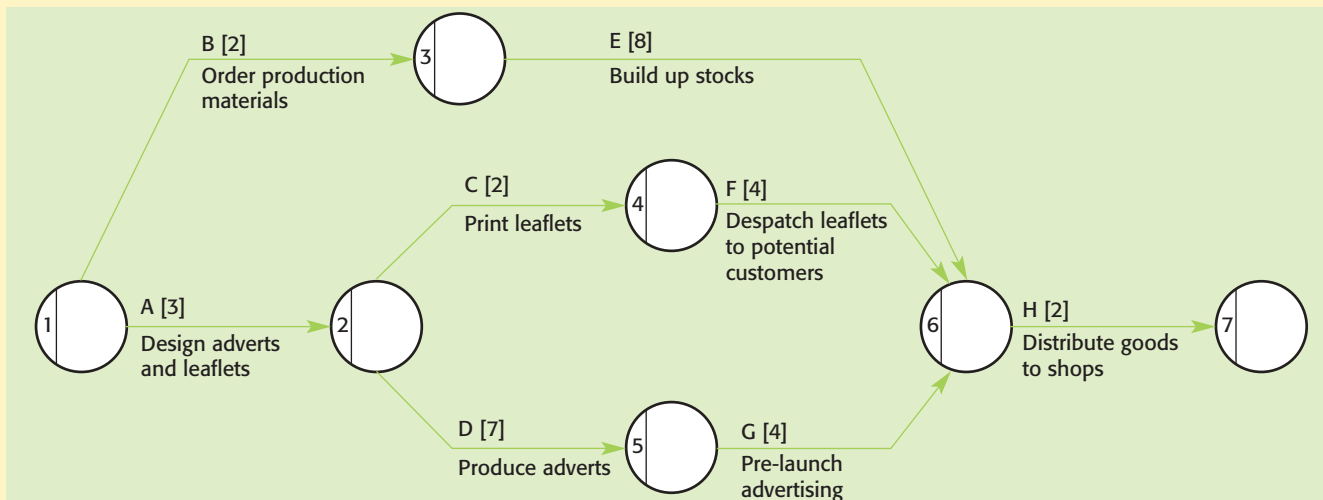 B [2]
Order production
materials
3
E [8]
Build up stocks
C [2]
Print leaflets
4
F [4]
Despatch leaflets
to potential
customers
1
A [3]
Design adverts
and leaflets
2
6
H [2]
Distribute goods
to shops
7
D [7]
Produce adverts
5
G [4]
Pre-launch
advertising